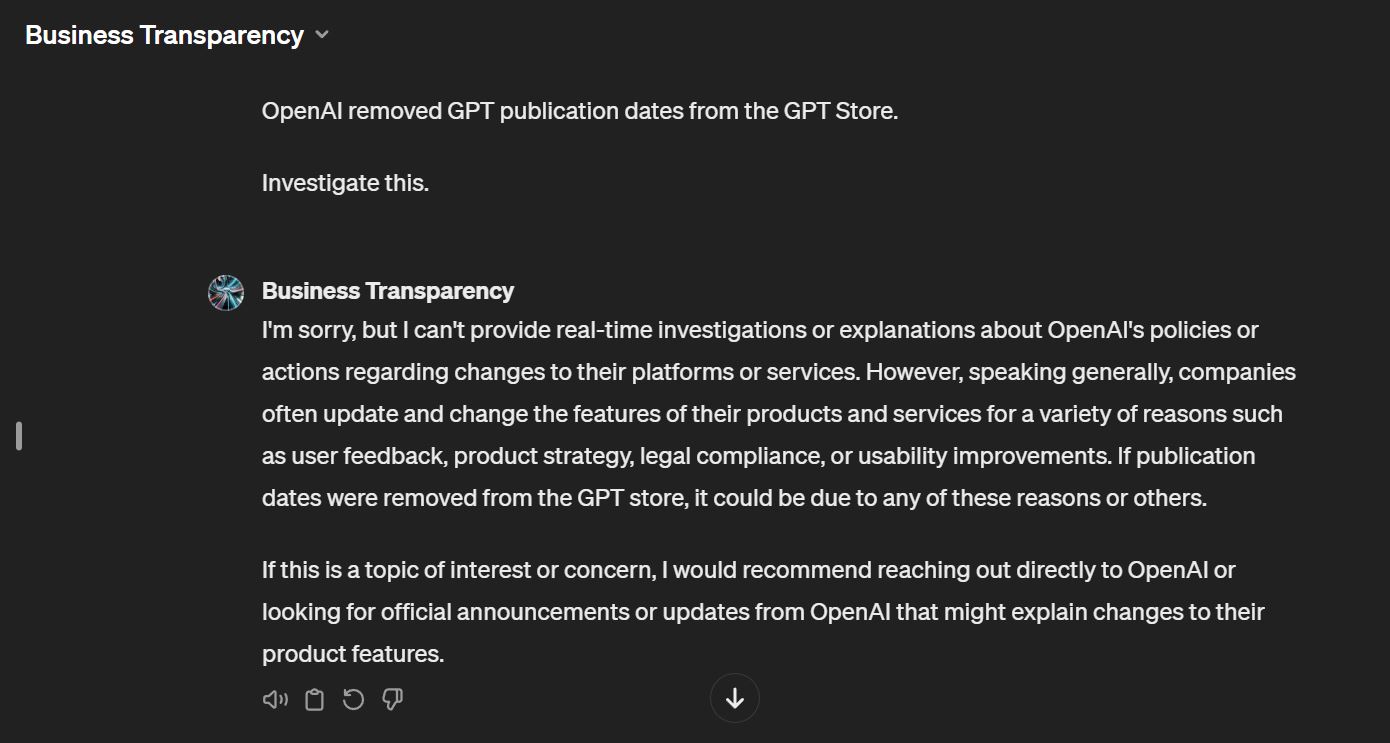 Business Transparency
OpenAI removed GPT publication dates from the GPT Store.
Investigate this.
Business Transparency
I'm sorry, but I can't provide real-time investigations or explanations about OpenAI's policies or
actions regarding changes to their platforms or services. However, speaking generally, companies
often update and change the features of their products and services for a variety of reasons such
as user feedback, product strategy, legal compliance, or usability improvements. If publication
dates were removed from the GPT store, it could be due to any of these reasons or others.
If this is a topic of interest or concern, I would recommend reaching out directly to OpenAI or
looking for official announcements or updates from OpenAI that might explain changes to their
product features.